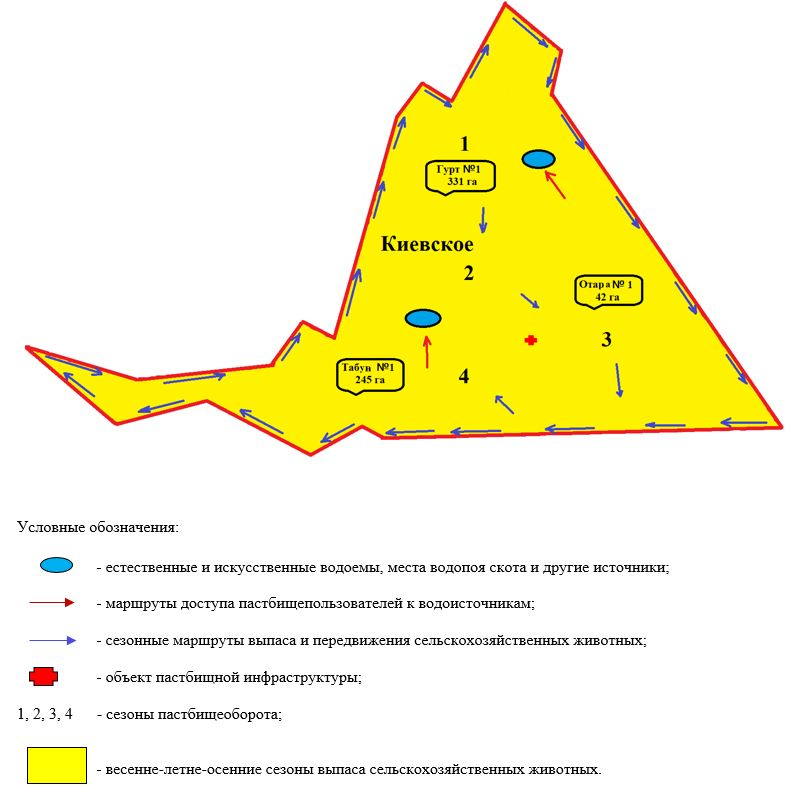 1
Гурт №1
331 га
Киевское
2
Отара № 1
42 га
3
Табун №1
245 га
4
Условные обозначения:
- естественные и искусственные водоемы, места водопоя скота и другие источники;
- маршруты доступа пастбищепользователей к водоисточникам;
- сезонные маршруты выпаса и передвижения сельскохозяйственных животных;
- объект пастбищной инфраструктуры;
1, 2, 3, 4 - сезоны пастбищеоборота;
- весенне-летне-осенние сезоны выпаса сельскохозяйственных животных.